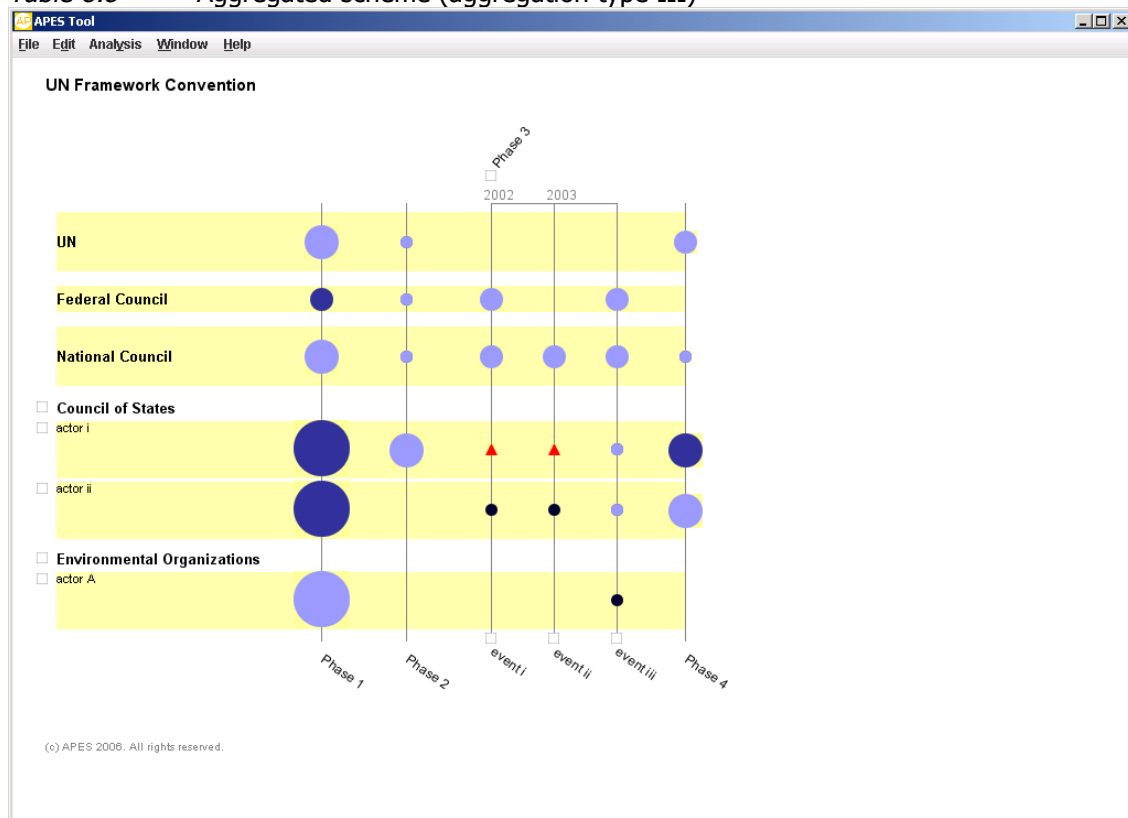 Aggregated scheme (aggregation type III)
APES Tool
File Edit Analysis Window Help
UN Framework Convention
Phase 3
2002 2003
UN
Federal Council
National Council
Council of States
actor i
actor ii
Environmental Organizations
actor A
Phase 1 Phase 2 event i event ii event iii Phase 4
(c) APES 2006. All rights reserved.